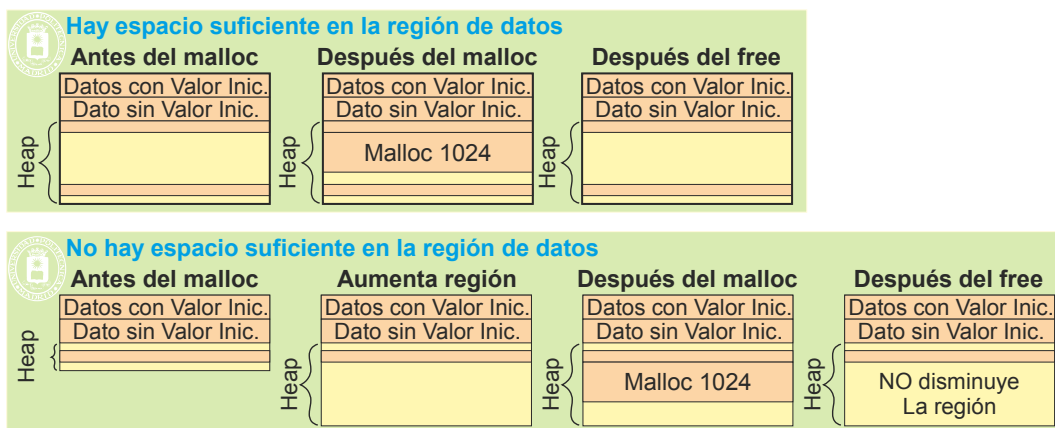 Hay espacio suficiente en la región de datos
Antes del malloc
Después del malloc
Después del free
Datos con Valor Inic.
Datos con Valor Inic.
Datos con Valor Inic.
Dato sin Valor Inic.
Dato sin Valor Inic.
Dato sin Valor Inic.
Heap
Heap
Malloc 1024
Heap
No hay espacio suficiente en la región de datos
Antes del malloc
Aumenta región
Después del malloc
Después del free
Datos con Valor Inic.
Datos con Valor Inic.
Datos con Valor Inic.
Datos con Valor Inic.
Dato sin Valor Inic.
Dato sin Valor Inic.
Dato sin Valor Inic.
Dato sin Valor Inic.
Heap
Heap
Heap
Malloc 1024
Heap
NO disminuye
La región